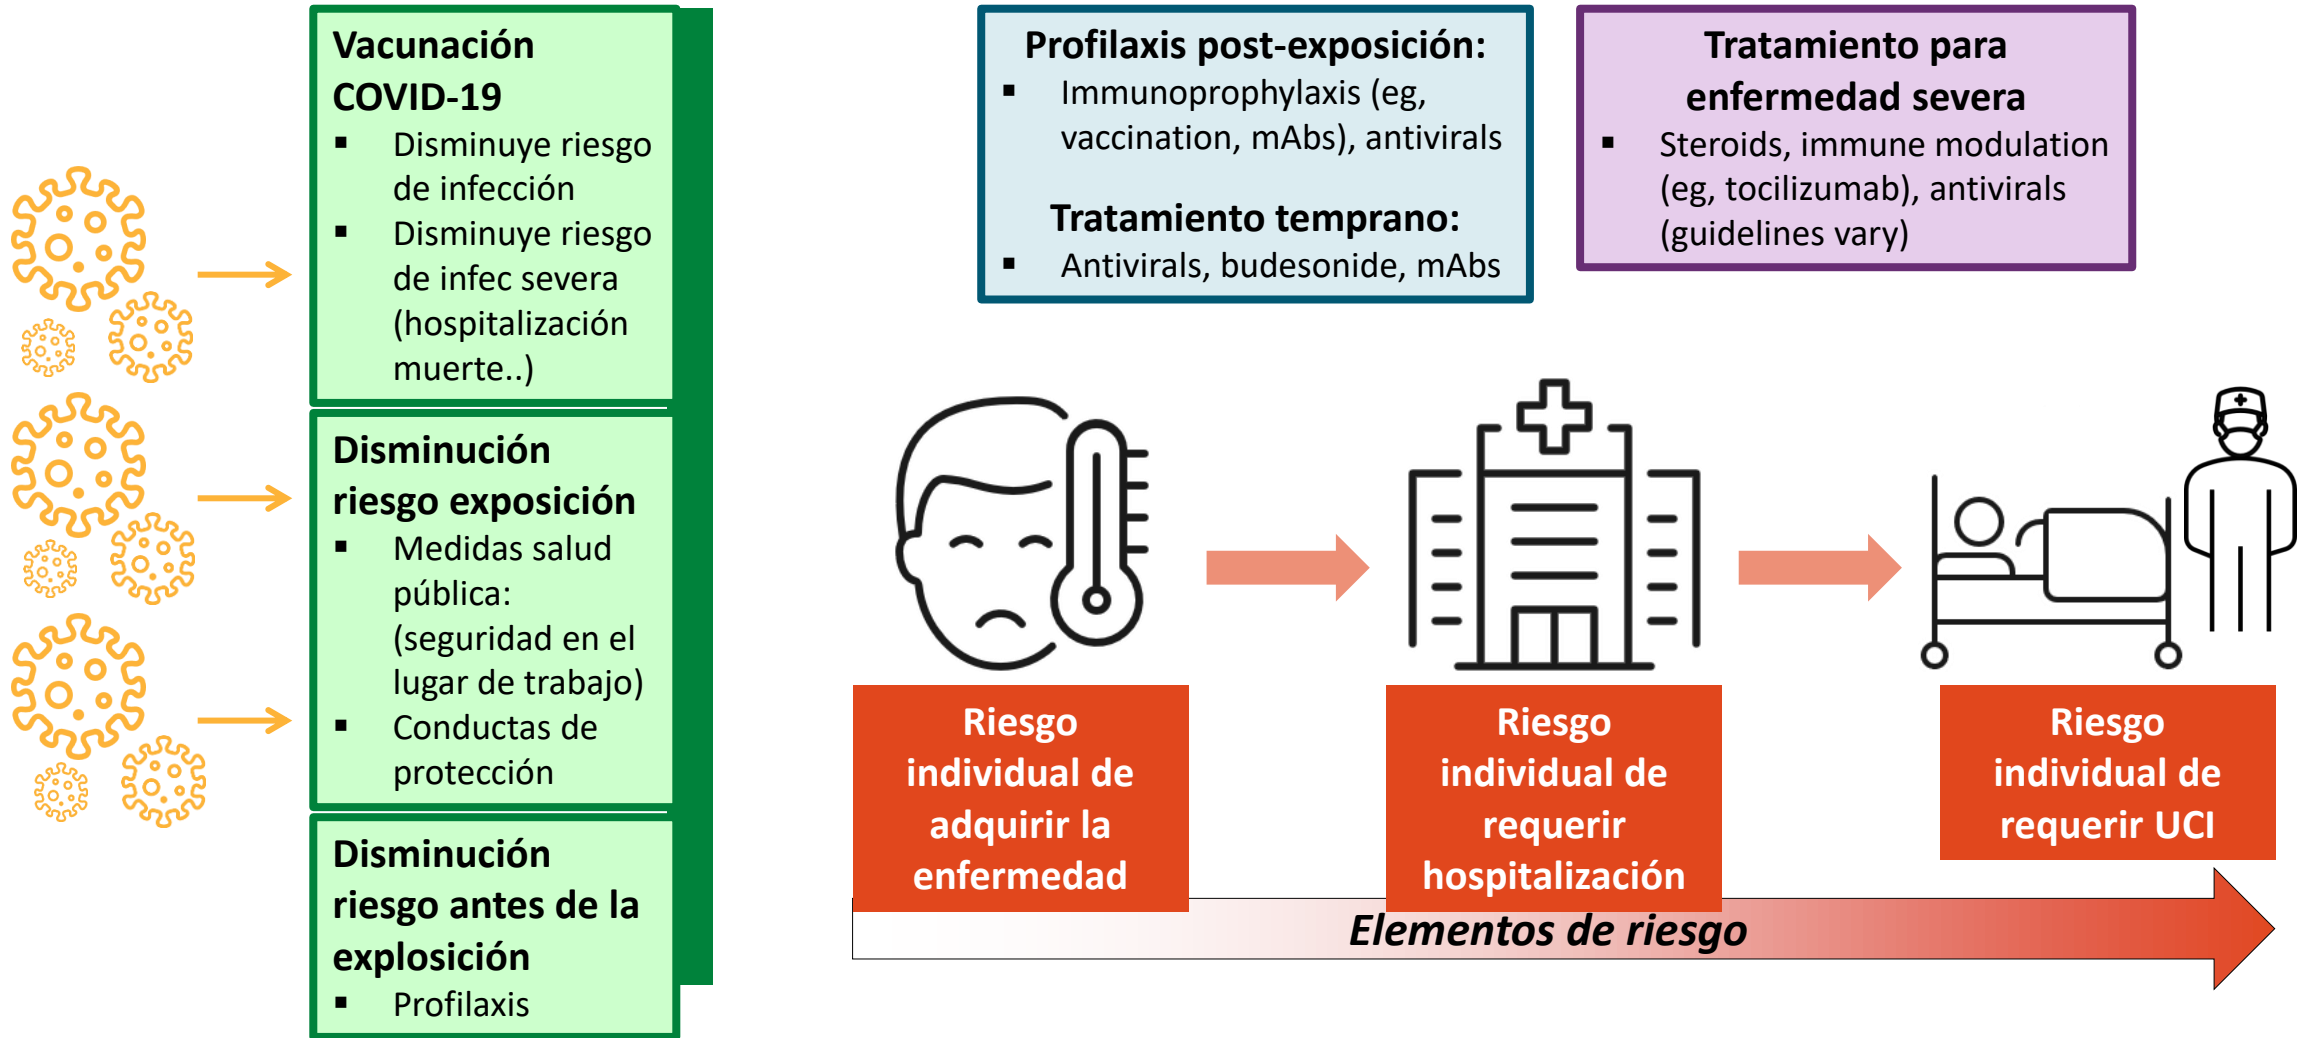 Vacunación
COVID-19
▪ Disminuye riesgo
de infección
▪ Disminuye riesgo
de infec severa
(hospitalización
muerte..)
Disminución
riesgo exposición
▪ Medidas salud
pública:
(seguridad en el
lugar de trabajo)
▪ Conductas de
protección
Disminución
riesgo antes de la
explosición
▪ Profilaxis
Profilaxis post-exposición:
▪ Immunoprophylaxis (eg,
vaccination, mAbs), antivirals
Tratamiento temprano:
▪ Antivirals, budesonide, mAbs
Tratamiento para
enfermedad severa
▪ Steroids, immune modulation
(eg, tocilizumab), antivirals
(guidelines vary)
Riesgo
individual de
adquirir la
enfermedad
Riesgo
individual de
requerir
hospitalización
Riesgo
individual de
requerir UCI
Elementos de riesgo